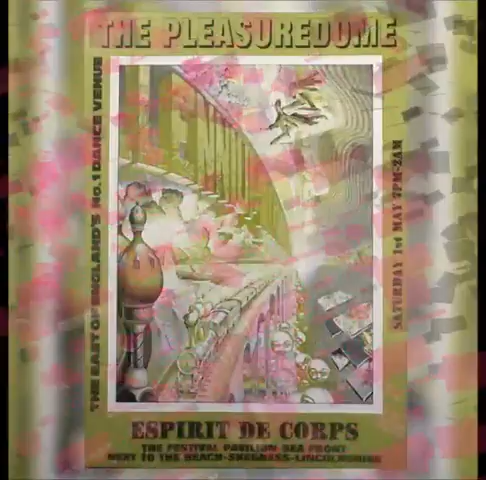 THE PLEASUREDOME
THE EAST OF ENGLAND'S No.1 DANCE VENUE
SATURDAY 1st MAY 7PM-2AM
ESPIRIT DE CORPS
THE FESTIVAL PAVILION-SEA FRONT
NEXT TO THE BEACH-SKEGNESS-LINCOLNSHIRE